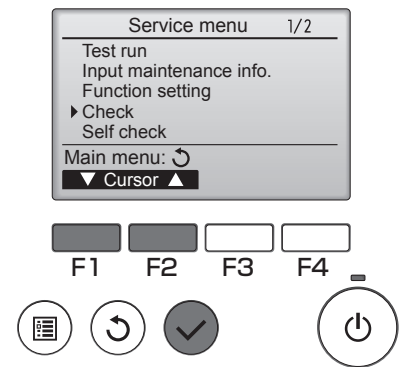 Service menu 1/2
Test run
Input maintenance info.
Function setting
Check
Self check
Main menu:
▼ Cursor ▲
F1 F2 F3 F4